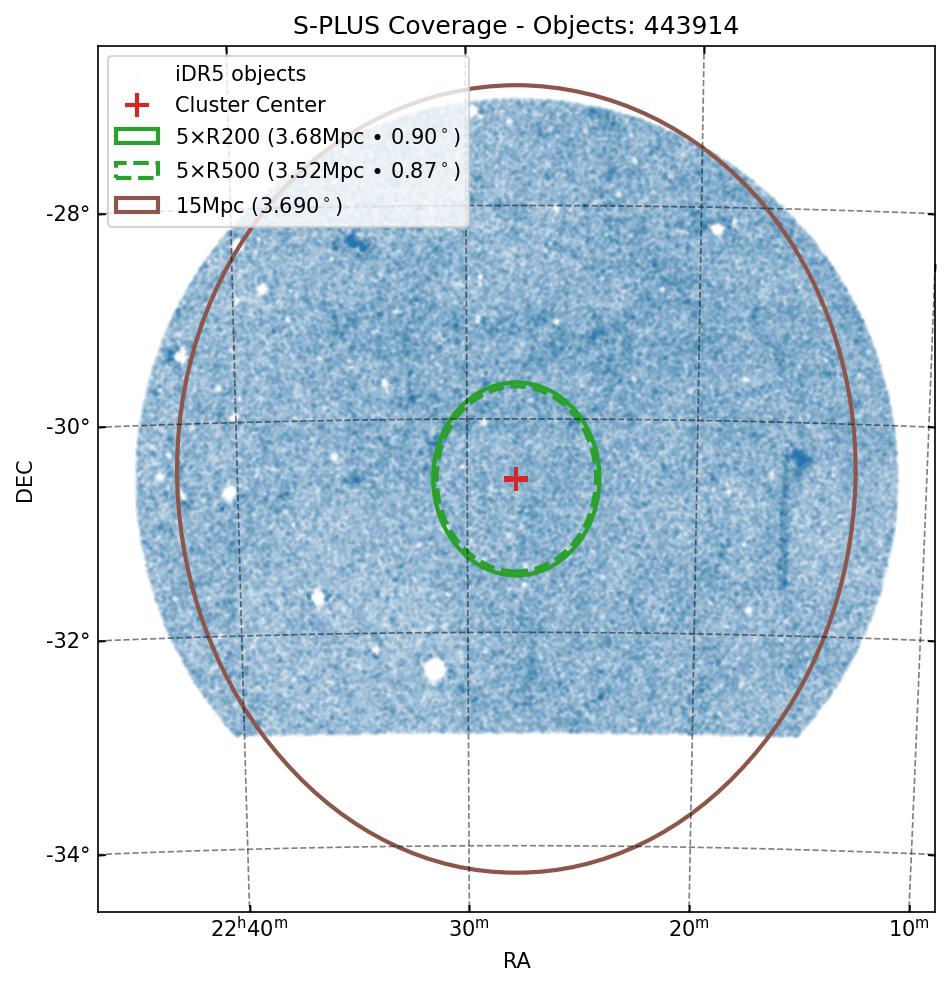 S-PLUS Coverage - Objects: 443914
iDR5 objects
Cluster Center
5×R200 (3.68Mpc • 0.90°)
5×R500 (3.52Mpc • 0.87°)
15Mpc (3.690°)
-28°
-30°
-32°
-34°
DEC
22ʰ40ᵐ
30ᵐ
20ᵐ
10ᵐ
RA